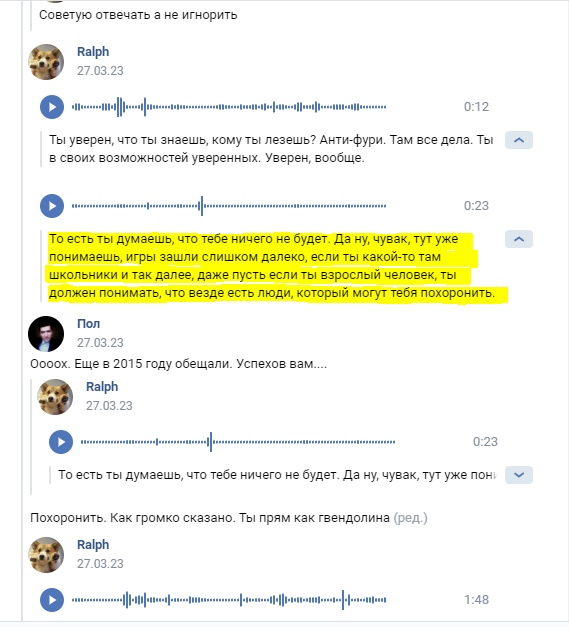 Советую отвечать а не игнорить
Ralph
27.03.23
0:12
Ты уверен, что ты знаешь, кому ты лезешь? Анти-фури. Там все дела. Ты
в своих возможностей уверенных. Уверен, вообще.
0:23
То есть ты думаешь, что тебе ничего не будет. Да ну, чувак, тут уже
понимаешь, игры зашли слишком далеко, если ты какой-то там
школьники и так далее, даже пусть если ты взрослый человек, ты
должен понимать, что везде есть люди, который могут тебя похоронить.
Пол
27.03.23
Оооох. Еще в 2015 году обещали. Успехов вам....
Ralph
27.03.23
0:23
То есть ты думаешь, что тебе ничего не будет. Да ну, чувак, тут уже пон
Похоронить. Как громко сказано. Ты прям как гвендолина (ред.)
Ralph
27.03.23
1:48